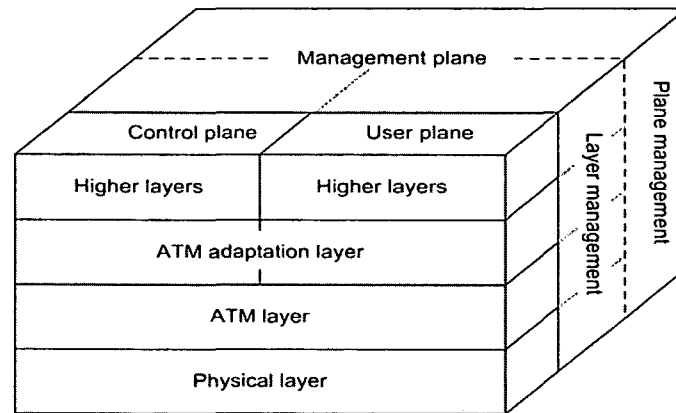 Management plane
Control plane
User plane
Higher layers
Higher layers
ATM adaptation layer
ATM layer
Physical layer
Layer management
Plane management